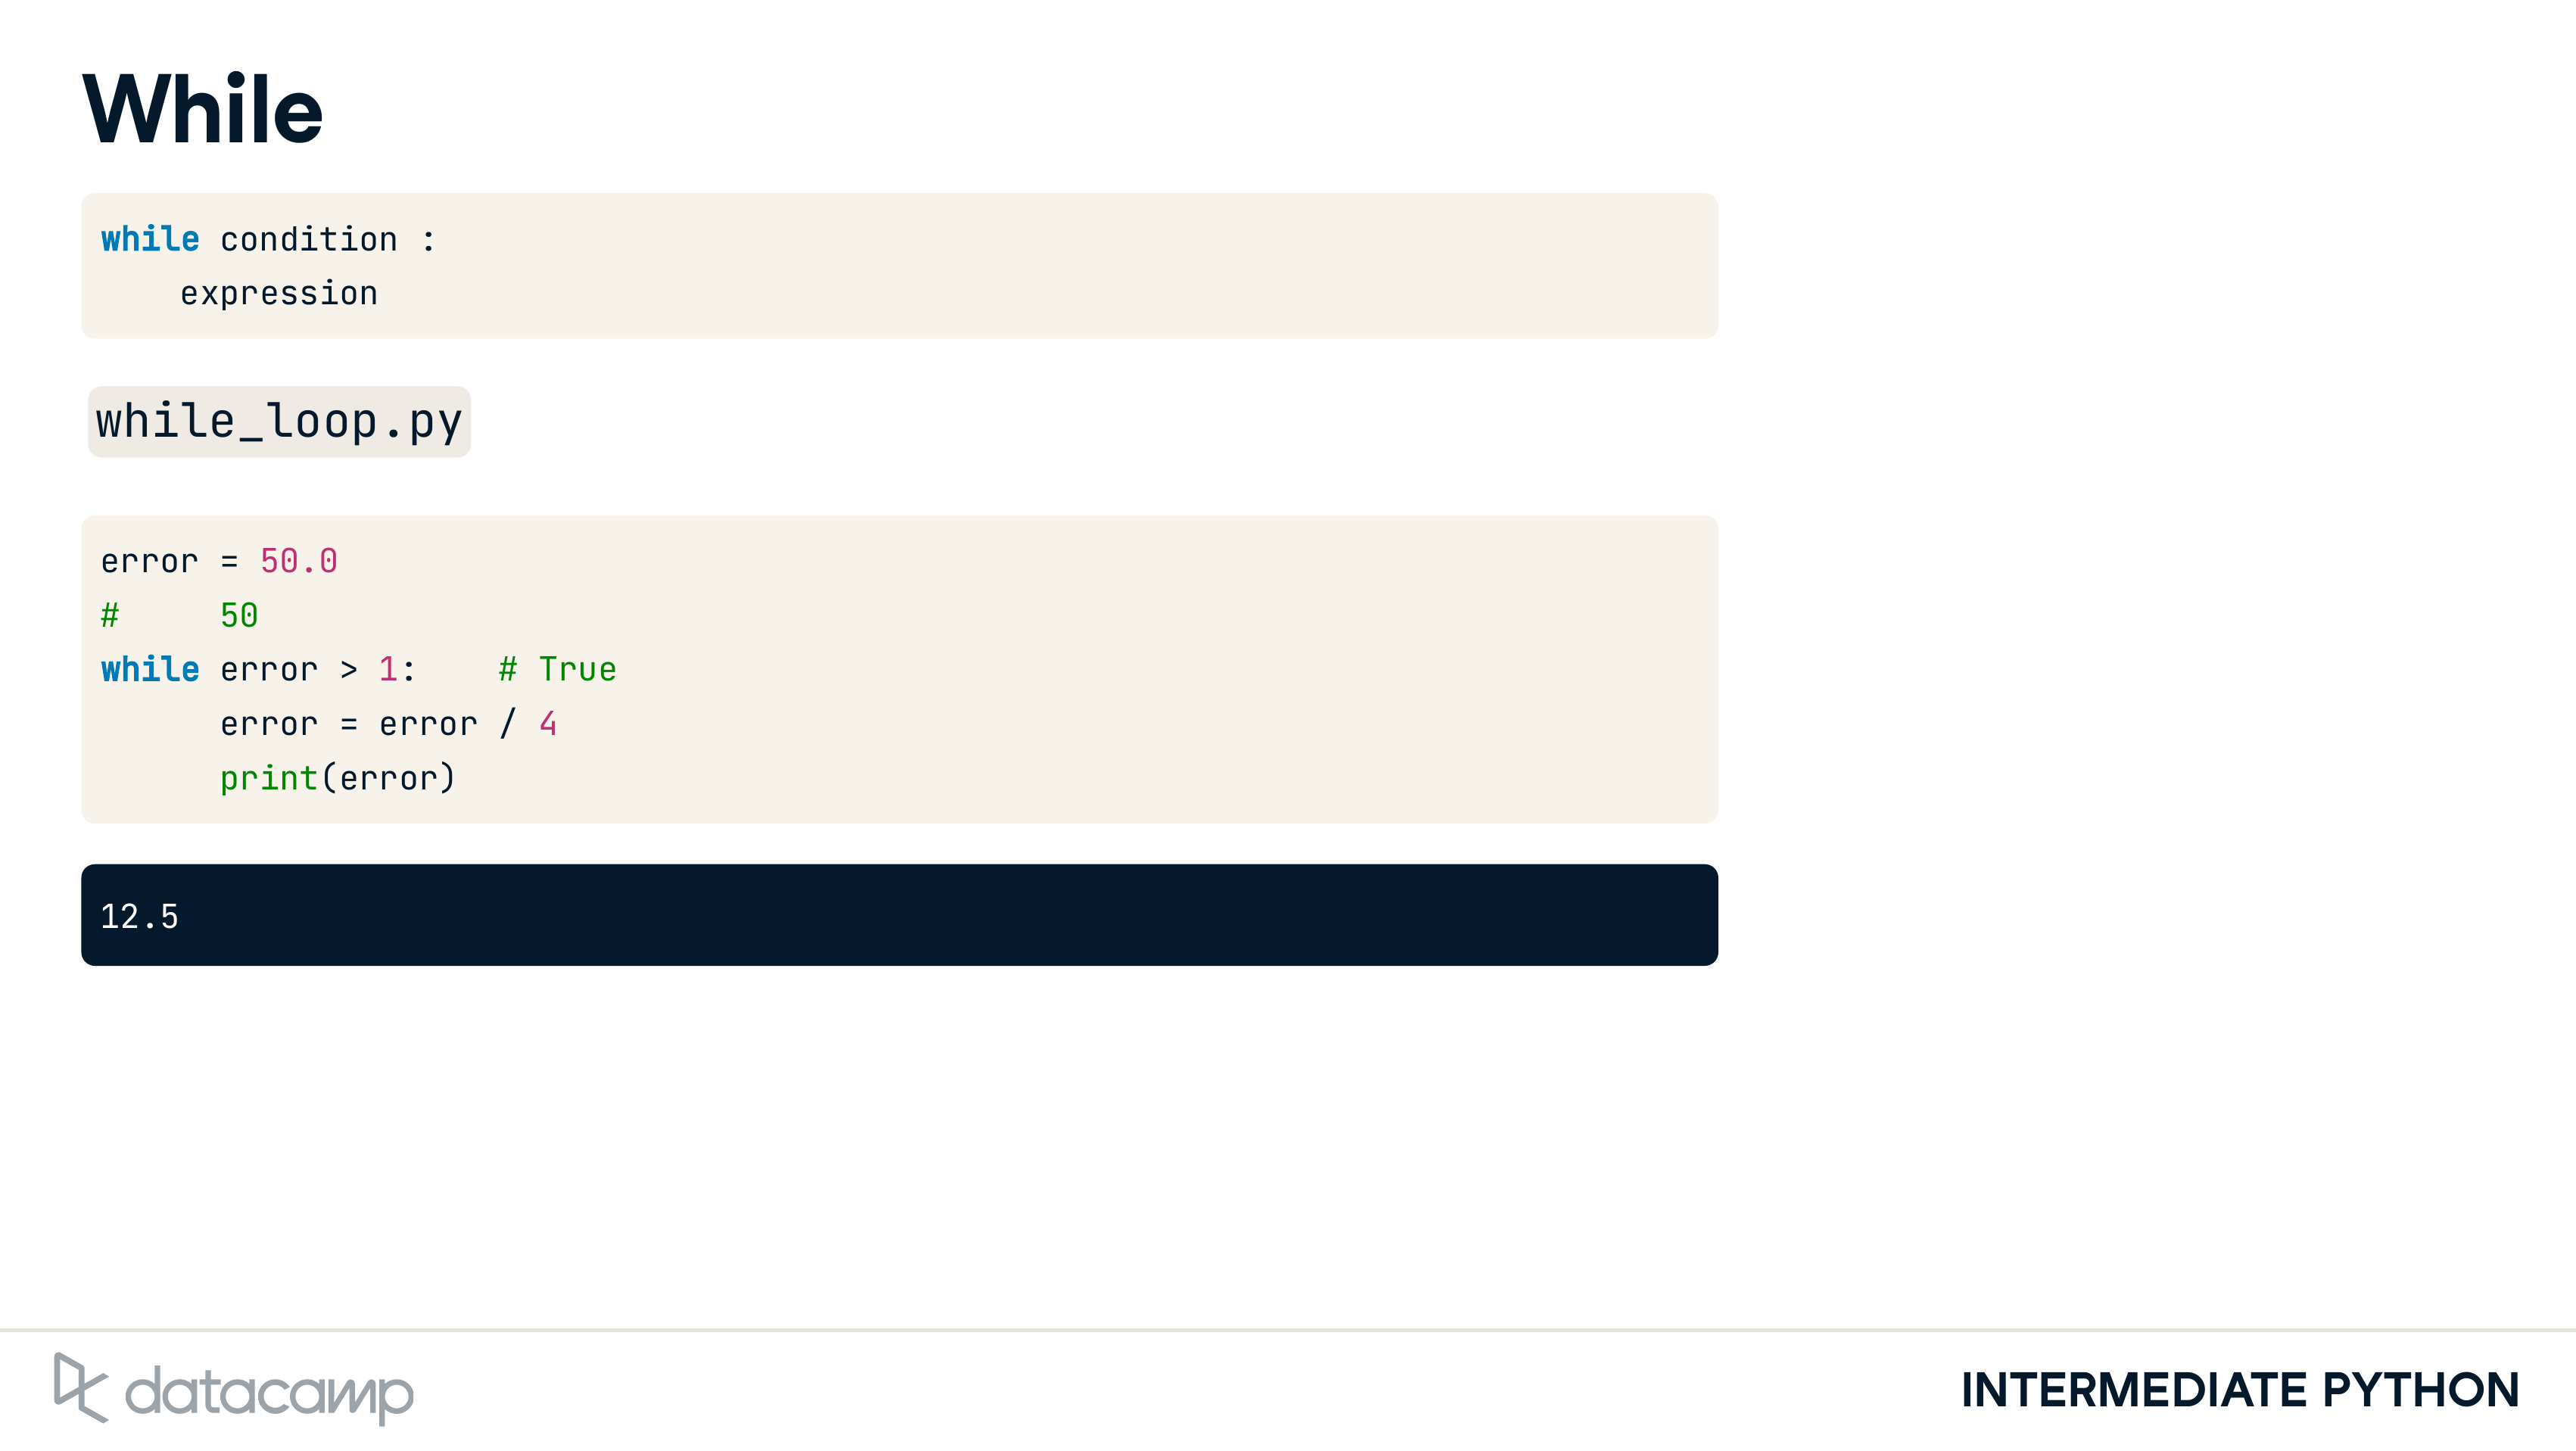 While
while condition :
    expression
while_loop.py
error = 50.0
#     50
while error > 1:    # True
      error = error / 4
      print(error)
12.5
datacamp
INTERMEDIATE PYTHON